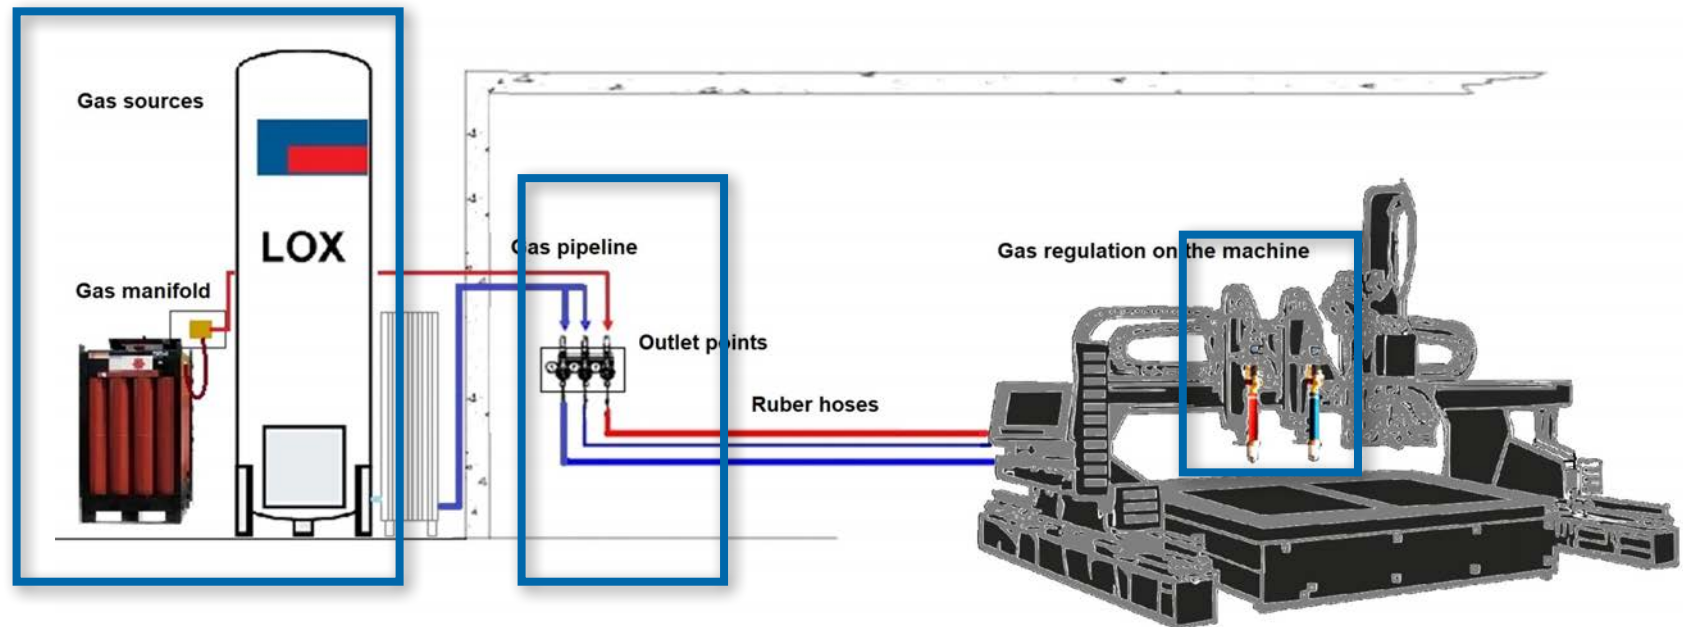 Gas sources
LOX
Gas manifold
Gas pipeline
Outlet points
Ruber hoses
Gas regulation on the machine